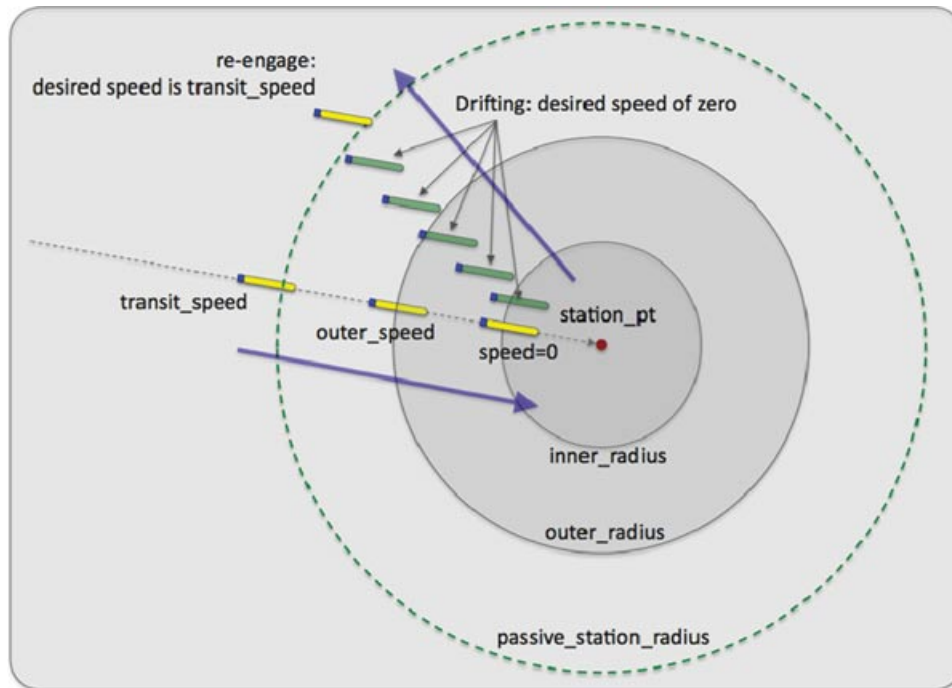 re-engage:
desired speed is transit_speed
Drifting: desired speed of zero
transit_speed
outer_speed
station_pt
speed=0
inner_radius
outer_radius
passive_station_radius